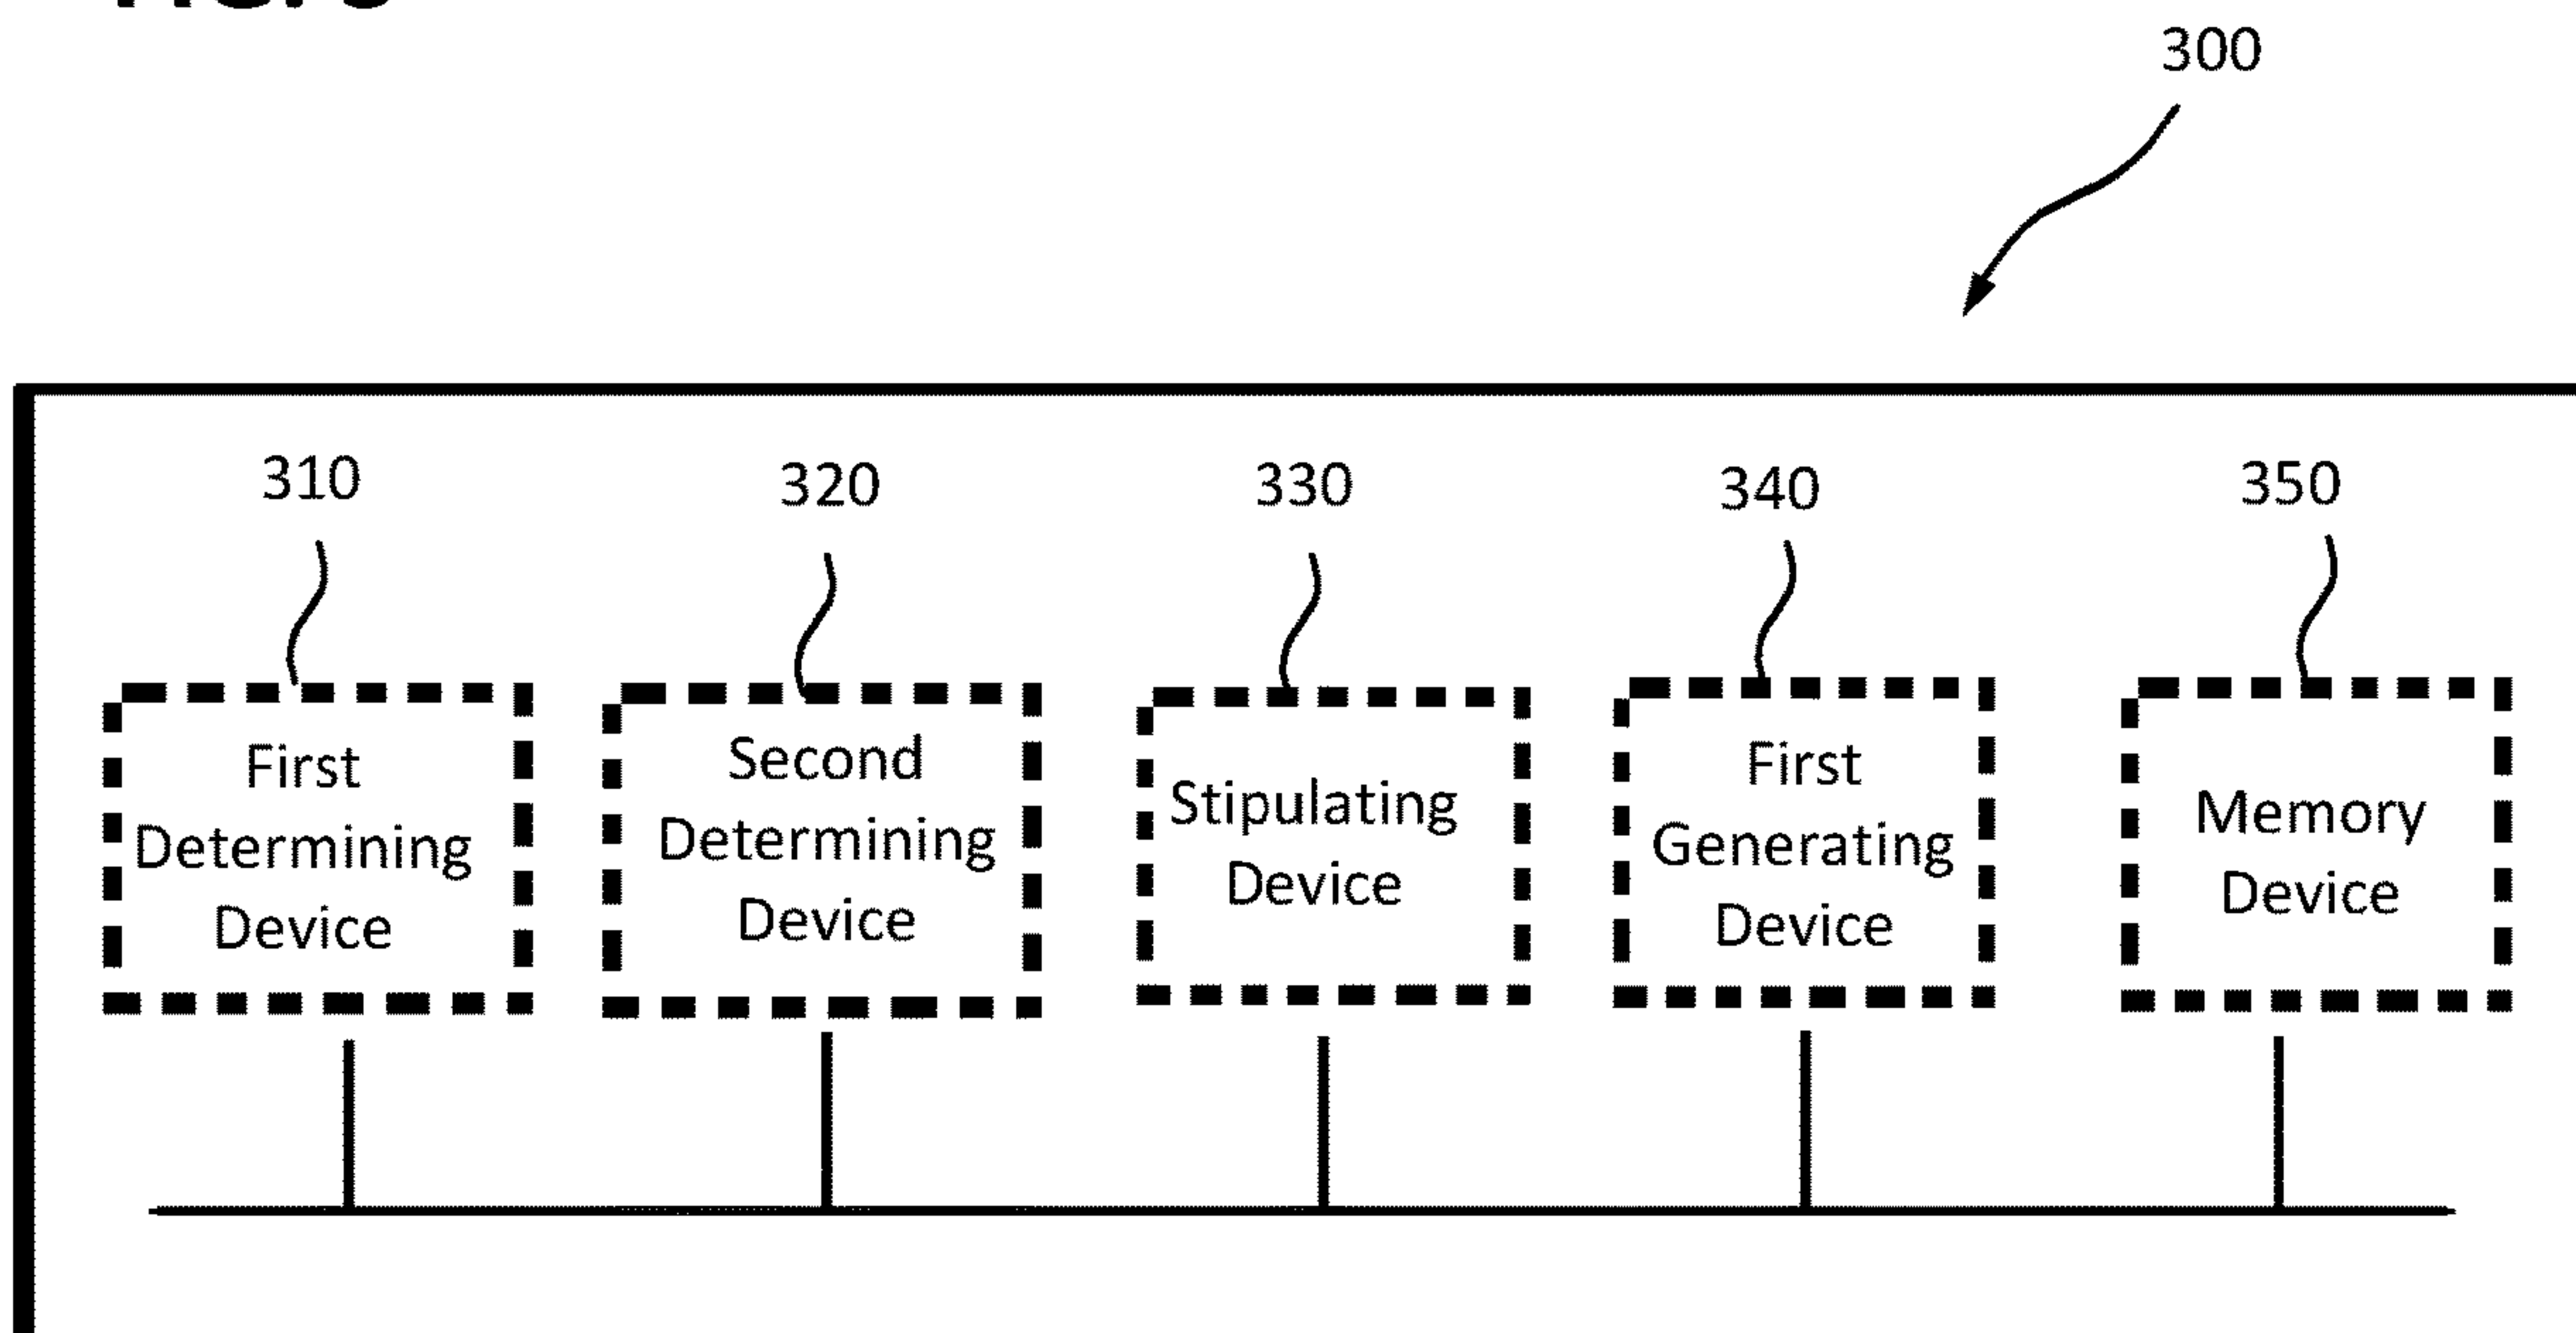 300
310
320
330
340
350
First
Determining
Device
Second
Determining
Device
Stipulating
Device
First
Generating
Device
Memory
Device